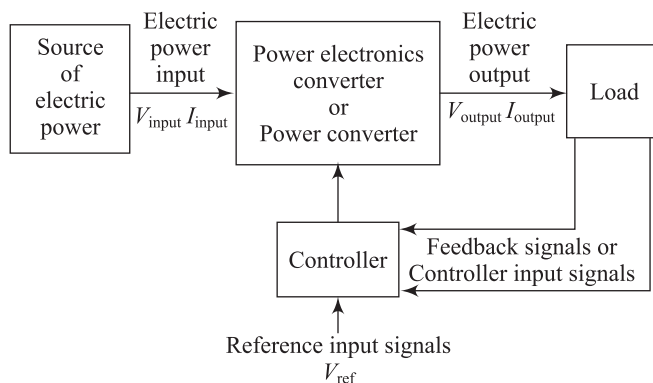 Source
of
electric
power
Electric
power
input
V_input I_input
Power electronics
converter
or
Power converter
Electric
power
output
V_output I_output
Load
Controller
Feedback signals or
Controller input signals
Reference input signals
V_ref